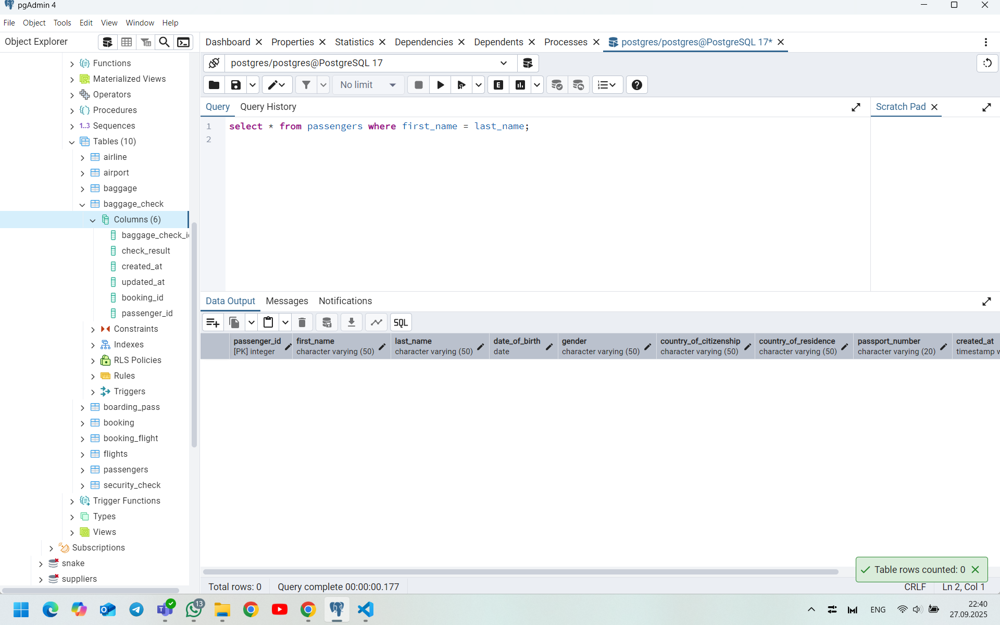 pgAdmin 4
File Object Tools Edit View Window Help
Object Explorer
Dashboard Properties Statistics Dependencies Dependents Processes postgres/postgres@PostgreSQL 17*
postgres/postgres@PostgreSQL 17
No limit
E
Query Query History
Scratch Pad
1 select * from passengers where first_name = last_name;
2
Functions
Materialized Views
Operators
Procedures
1..3 Sequences
Tables (10)
airline
airport
baggage
baggage_check
Columns (6)
baggage_check_i
check_result
created_at
updated_at
booking_id
passenger_id
Constraints
Indexes
RLS Policies
Rules
Triggers
boarding_pass
booking
booking_flight
flights
passengers
security_check
Trigger Functions
Types
Views
Subscriptions
snake
suppliers
Data Output Messages Notifications
SQL
passenger_id first_name last_name date_of_birth gender country_of_citizenship country_of_residence passport_number created_at
[PK] integer character varying (50) character varying (50) date character varying (50) character varying (50) character varying (50) character varying (20) timestamp w
Table rows counted: 0
Total rows: 0 Query complete 00:00:00.177 CRLF Ln 2, Col 1
13
ENG
22:40
27.09.2025